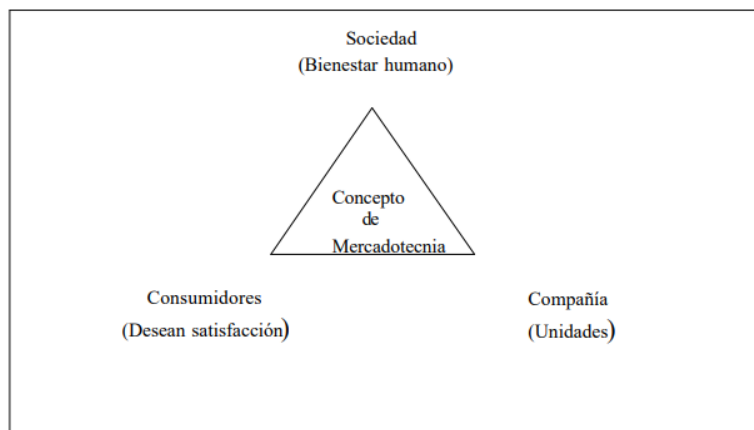 Sociedad
(Bienestar humano)
Concepto
de
Mercadotecnia
Consumidores
(Desean satisfacción)
Compañía
(Unidades)